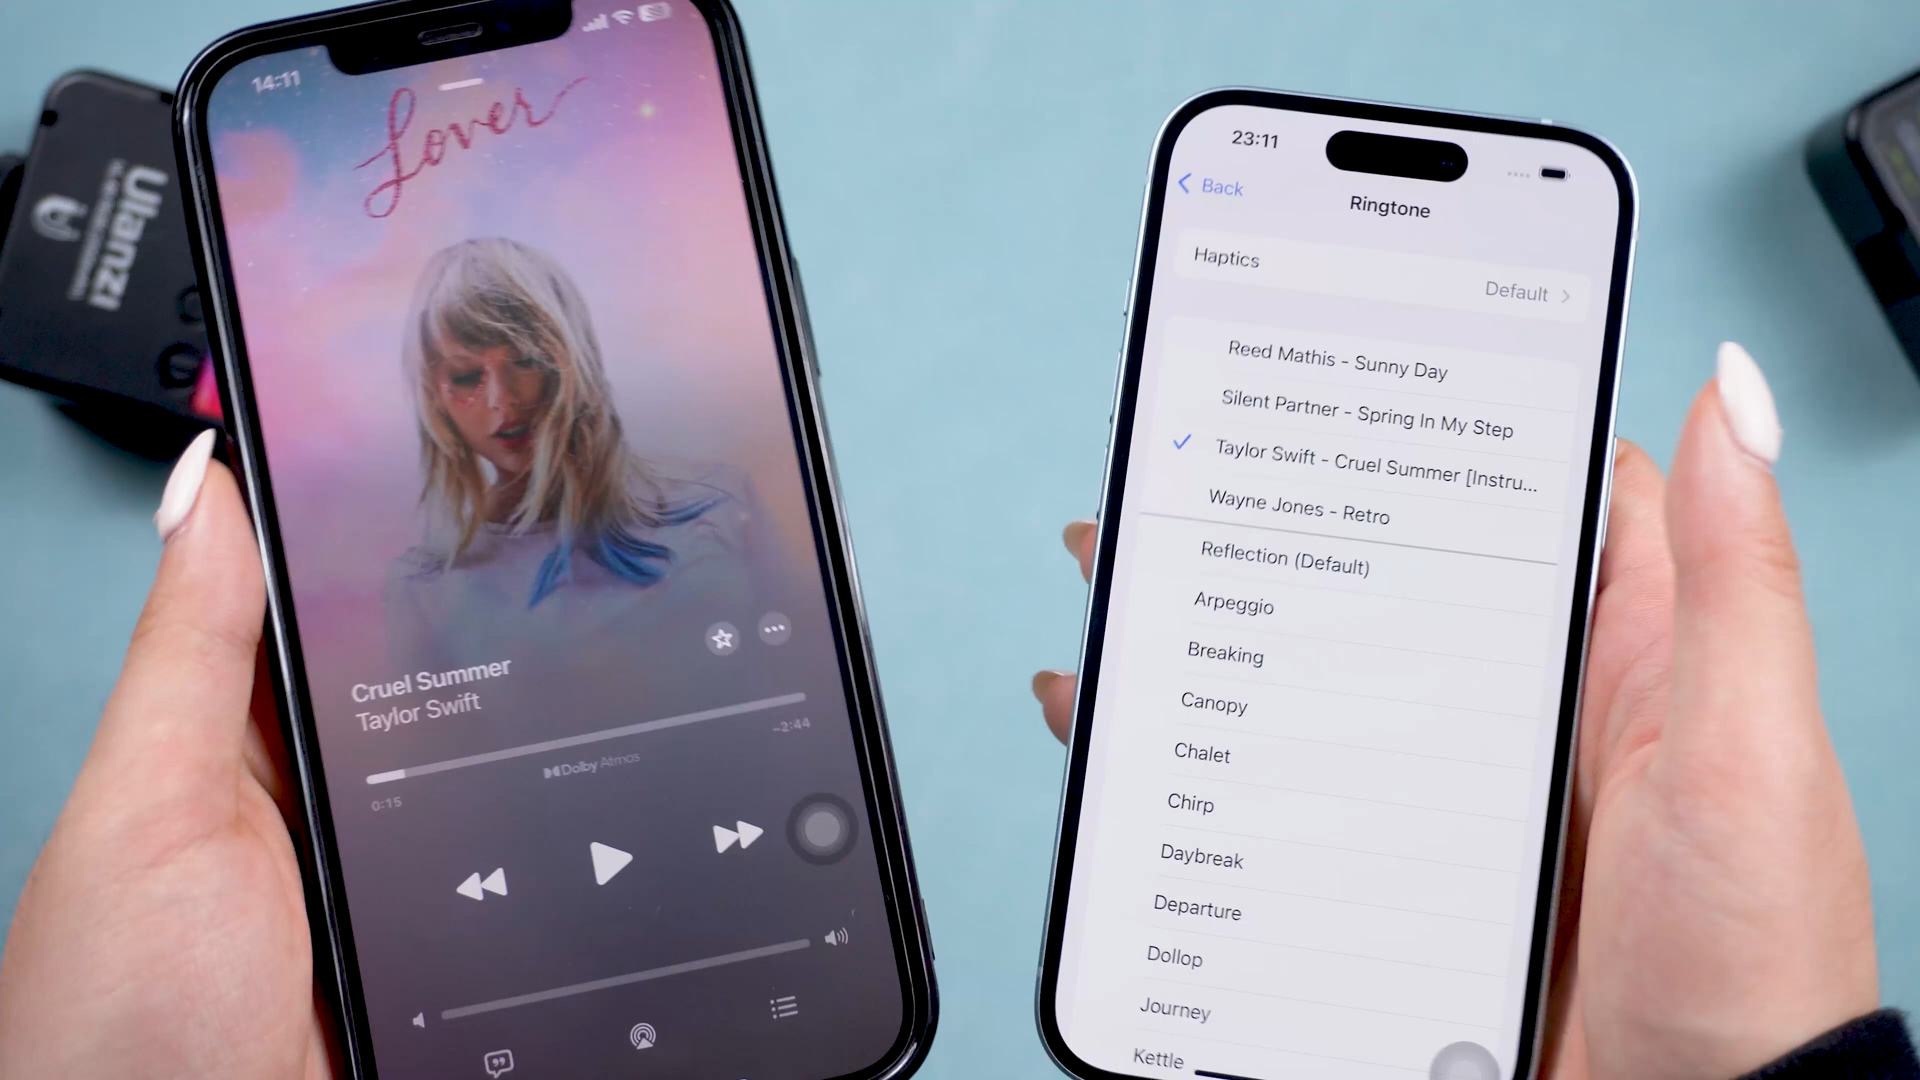 Ulanzi
14:11
Lover
Cruel Summer
Taylor Swift
-2:44
Dolby Atmos
0:15
23:11
Back
Ringtone
Haptics
Default
Reed Mathis - Sunny Day
Silent Partner - Spring In My Step
Taylor Swift - Cruel Summer [Instru...
Wayne Jones - Retro
Reflection (Default)
Arpeggio
Breaking
Canopy
Chalet
Chirp
Daybreak
Departure
Dollop
Journey
Kettle